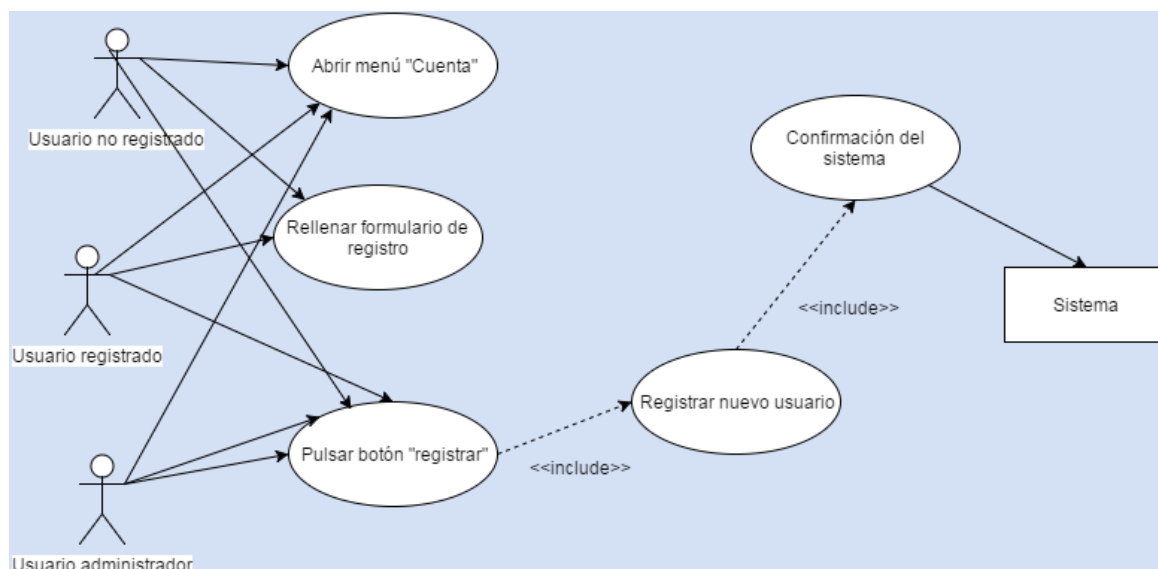 Abrir menú "Cuenta"
Usuario no registrado
Confirmación del
sistema
Rellenar formulario de
registro
<<include>>
Sistema
Usuario registrado
Registrar nuevo usuario
Pulsar botón "registrar"
<<include>>
Usuario administrador